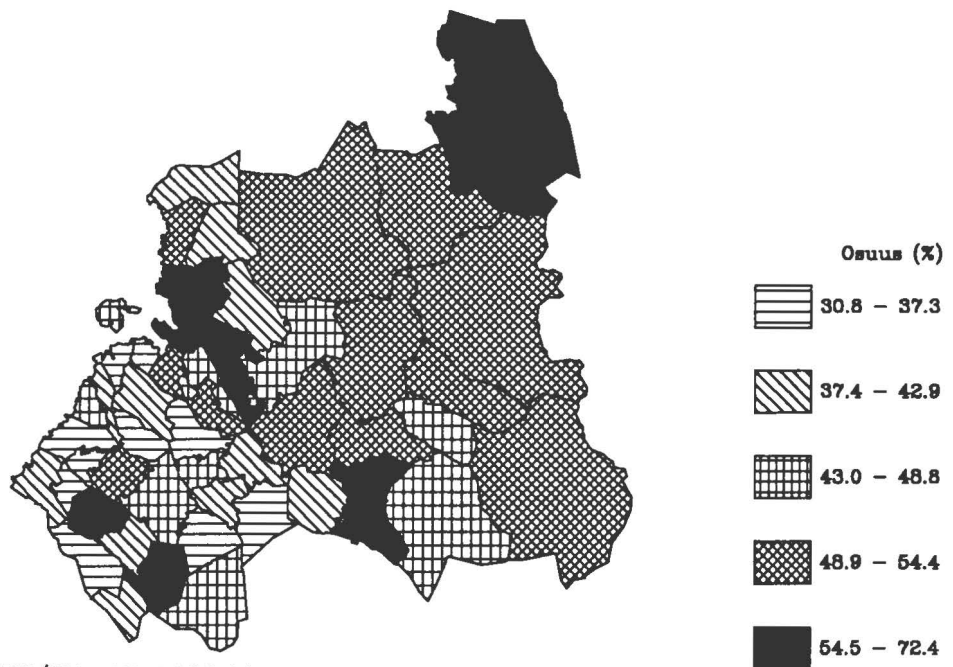 Osuus (%)
30.8 – 37.3
37.4 – 42.9
43.0 – 48.8
48.9 – 54.4
54.5 – 72.4